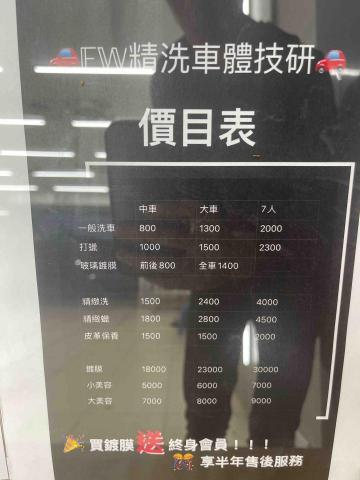 EW精洗車體技研
價目表
中車 大車 7人
一般洗車 800 1300 2000
打蠟 1000 1500 2300
玻璃鍍膜 前後800 全車1400
精緻洗 1500 2400 4000
精緻蠟 1800 2800 4500
皮革保養 1500 1500 2000
鍍膜 18000 23000 30000
小美容 5000 6000 7000
大美容 7000 8000 9000
買鍍膜送終身會員！！！
享半年售後服務